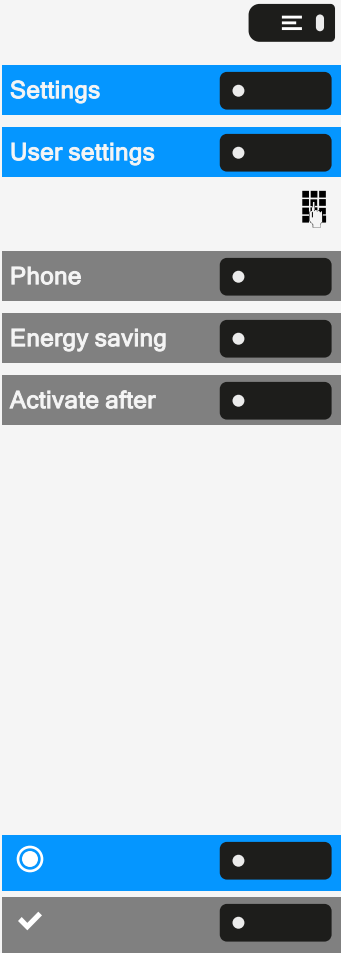 Settings
User settings
Phone
Energy saving
Activate after